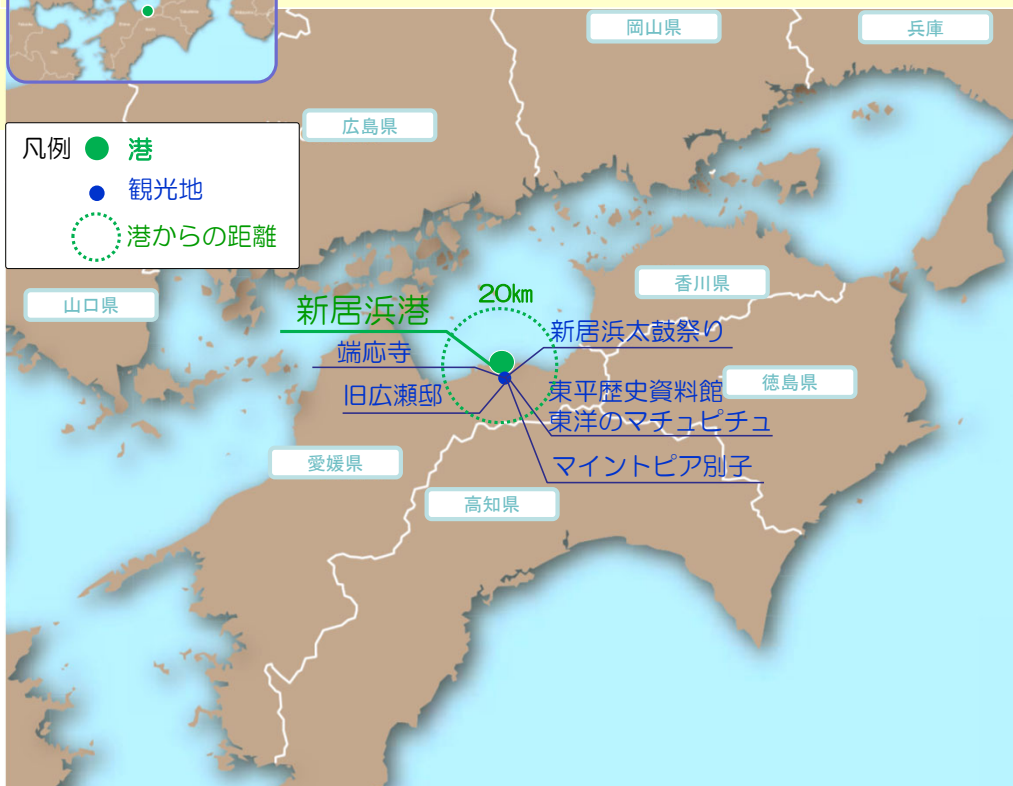 岡山県
兵庫
広島県
凡例
港
観光地
港からの距離
山口県
香川県
20km
新居浜港
新居浜太鼓祭り
端応寺
東平歴史資料館
徳島県
旧広瀬邸
東洋のマチュピチュ
マイントピア別子
愛媛県
高知県